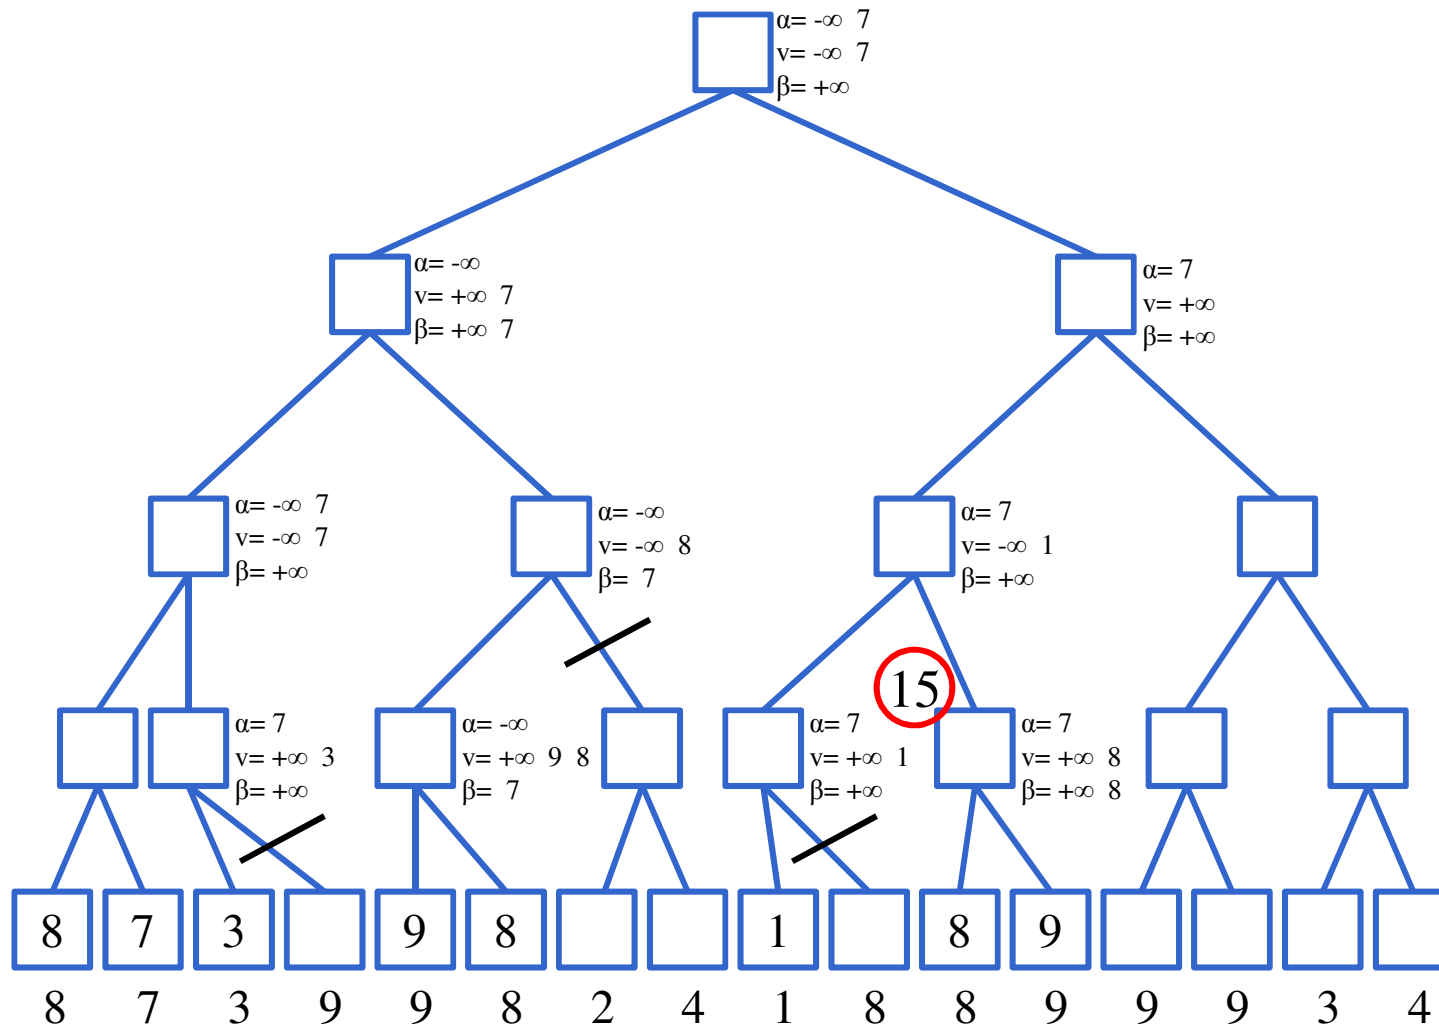 α= -∞ 7
v= -∞ 7
β= +∞
α= -∞
v= +∞ 7
β= +∞ 7
α= 7
v= +∞
β= +∞
α= -∞ 7
v= -∞ 7
β= +∞
α= -∞
v= -∞ 8
β= 7
α= 7
v= -∞ 1
β= +∞
15
α= 7
v= +∞ 3
β= +∞
α= -∞
v= +∞ 9 8
β= 7
α= 7
v= +∞ 1
β= +∞
α= 7
v= +∞ 8
β= +∞ 8
8 7 3 9 8 1 8 9
8 7 3 9 9 8 2 4 1 8 8 9 9 9 3 4